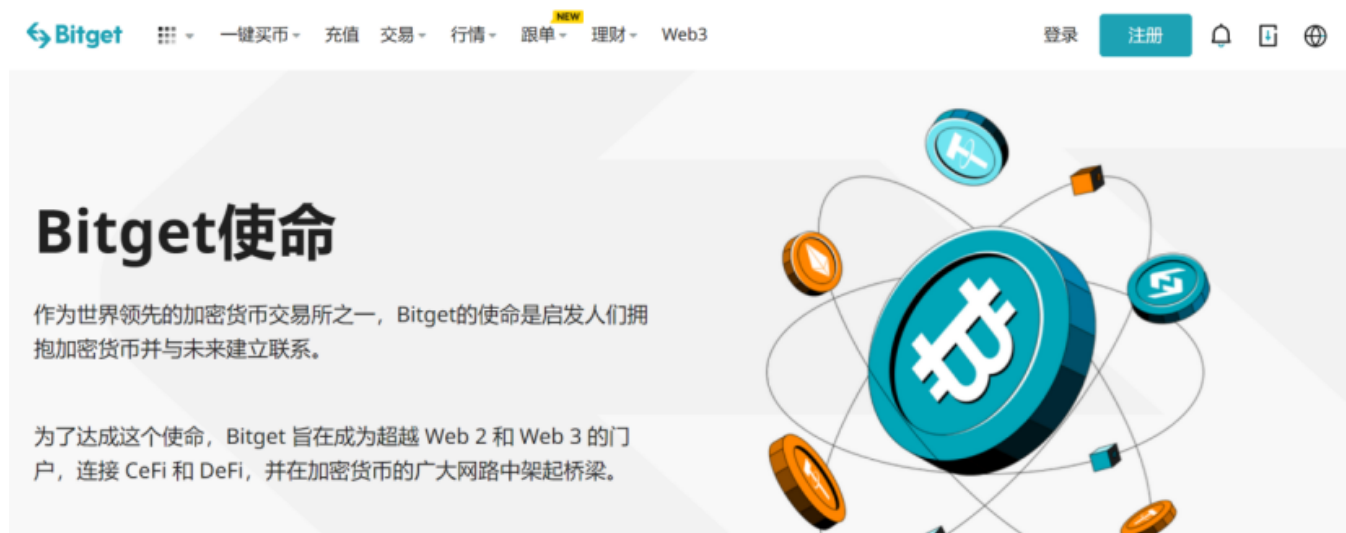 Bitget 一键买币 充值 交易 行情 跟单 NEW 理财 Web3 登录 注册
Bitget使命
作为世界领先的加密货币交易所之一，Bitget的使命是启发人们拥
抱加密货币并与未来建立联系。
为了达成这个使命，Bitget 旨在成为超越 Web 2 和 Web 3 的门
户，连接 CeFi 和 DeFi，并在加密货币的广大网路中架起桥梁。